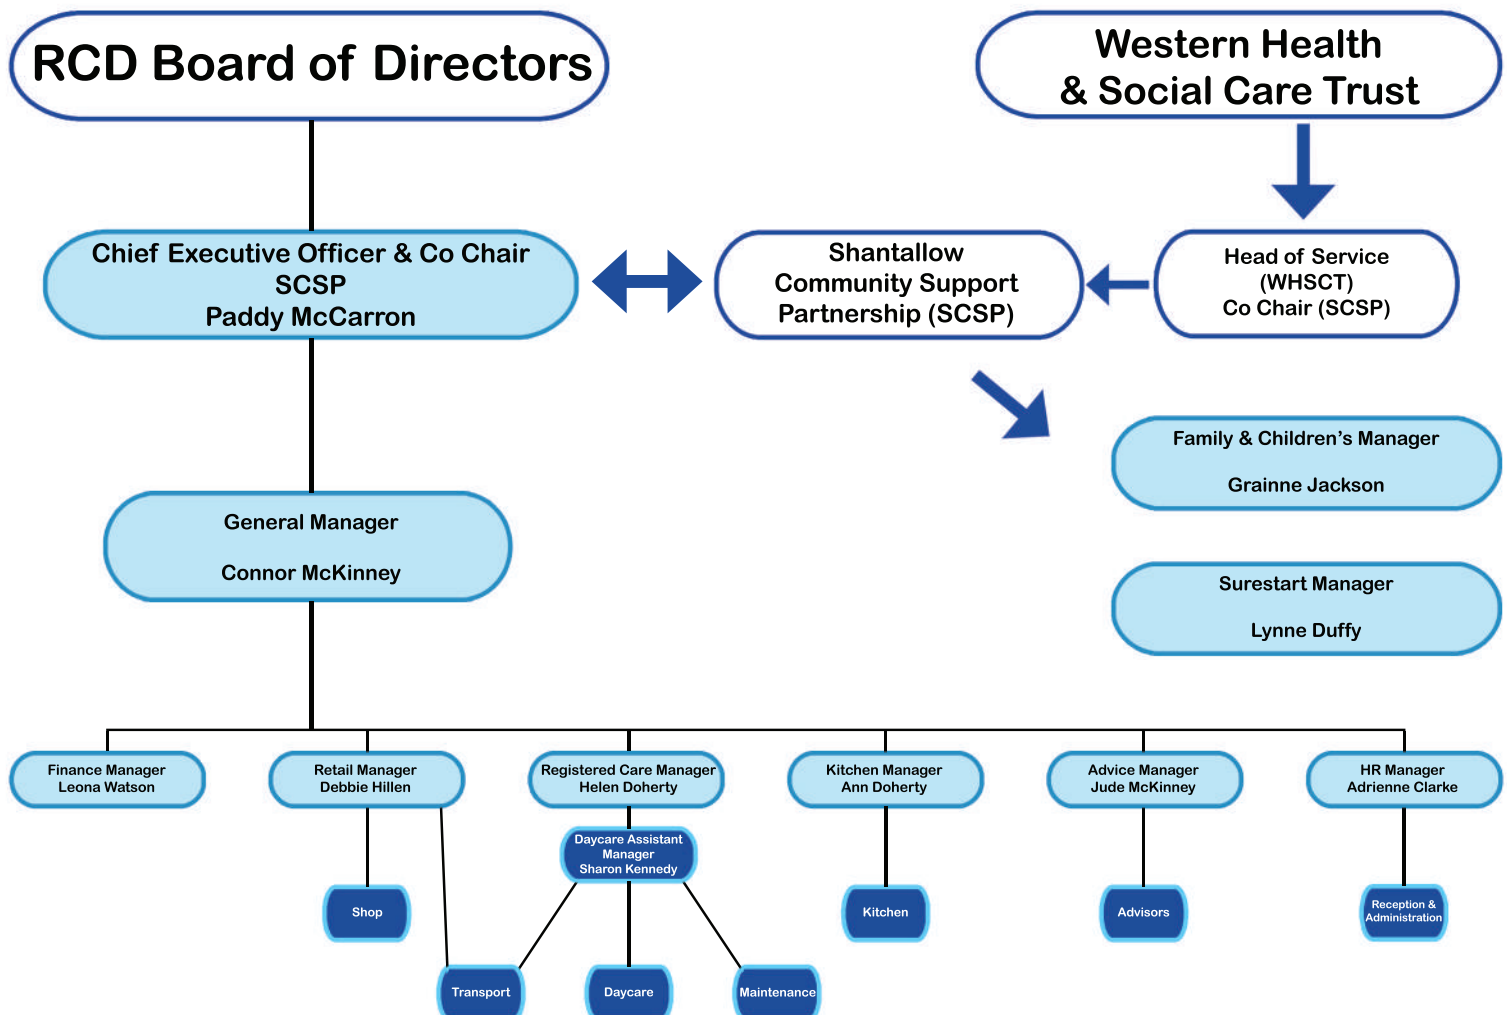 RCD Board of Directors
Western Health
& Social Care Trust
Chief Executive Officer & Co Chair
SCSP
Paddy McCarron
Shantallow
Community Support
Partnership (SCSP)
Head of Service
(WHSCT)
Co Chair (SCSP)
Family & Children’s Manager
Grainne Jackson
General Manager
Connor McKinney
Surestart Manager
Lynne Duffy
Finance Manager
Leona Watson
Retail Manager
Debbie Hillen
Registered Care Manager
Helen Doherty
Kitchen Manager
Ann Doherty
Advice Manager
Jude McKinney
HR Manager
Adrienne Clarke
Daycare Assistant
Manager
Sharon Kennedy
Shop
Kitchen
Advisors
Reception &
Administration
Transport
Daycare
Maintenance